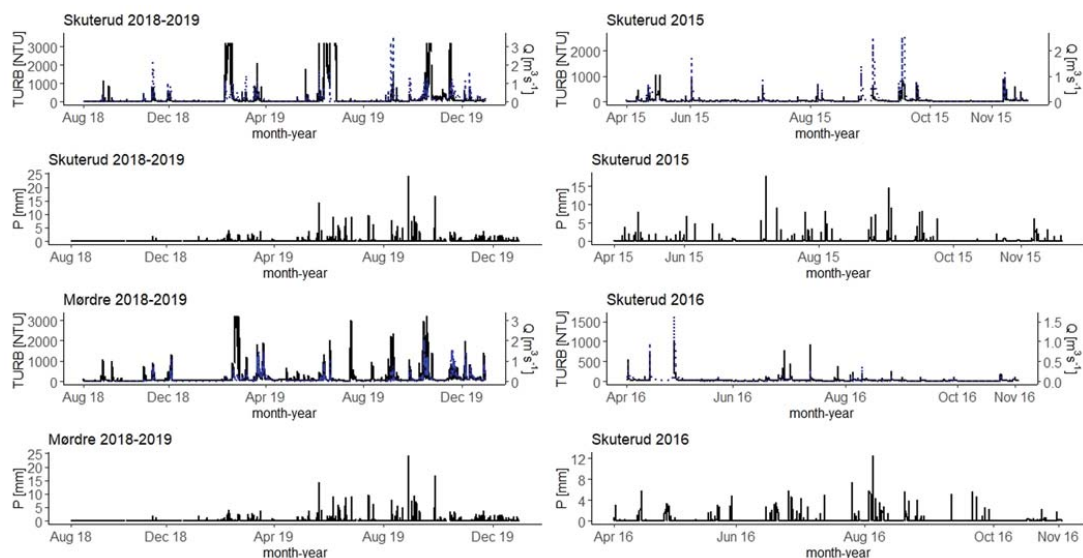 Skuterud 2018-2019
TURB [NTU]
3000
2000
1000
0
3
2
1
0
Q [m³s⁻¹]
Aug 18 Dec 18 Apr 19 Aug 19 Dec 19
month-year
Skuterud 2015
TURB [NTU]
2000
1000
0
2
1
0
Q [m³s⁻¹]
Apr 15 Jun 15 Aug 15 Oct 15 Nov 15
month-year
Skuterud 2018-2019
P [mm]
25
20
15
10
5
0
Aug 18 Dec 18 Apr 19 Aug 19 Dec 19
month-year
Skuterud 2015
P [mm]
15
10
5
0
Apr 15 Jun 15 Aug 15 Oct 15 Nov 15
month-year
Mørdre 2018-2019
TURB [NTU]
3000
2000
1000
0
3
2
1
0
Q [m³s⁻¹]
Aug 18 Dec 18 Apr 19 Aug 19 Dec 19
month-year
Skuterud 2016
TURB [NTU]
1500
1000
500
0
1.5
1.0
0.5
0.0
Q [m³s⁻¹]
Apr 16 Jun 16 Aug 16 Oct 16 Nov 16
month-year
Mørdre 2018-2019
P [mm]
25
20
15
10
5
0
Aug 18 Dec 18 Apr 19 Aug 19 Dec 19
month-year
Skuterud 2016
P [mm]
12
8
4
0
Apr 16 Jun 16 Aug 16 Oct 16 Nov 16
month-year